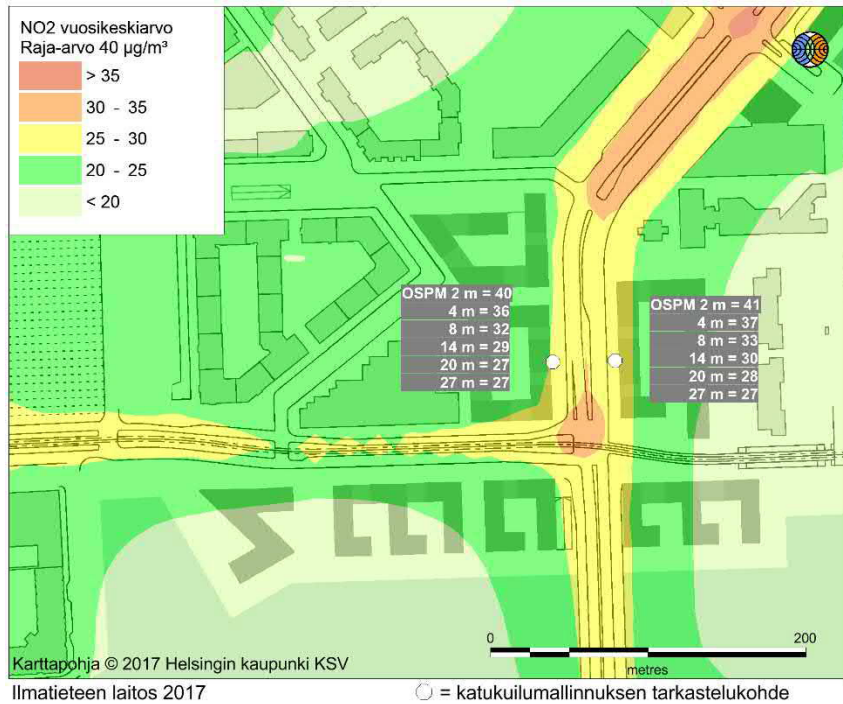 NO2 vuosikeskiarvo
Raja-arvo 40 µg/m³
> 35
30 - 35
25 - 30
20 - 25
< 20
OSPM 2 m = 40
4 m = 36
8 m = 32
14 m = 29
20 m = 27
27 m = 27
OSPM 2 m = 41
4 m = 37
8 m = 33
14 m = 30
20 m = 28
27 m = 27
0 200
metres
Karttapohja © 2017 Helsingin kaupunki KSV
Ilmatieteen laitos 2017
= katukuilumallinnuksen tarkastelukohde